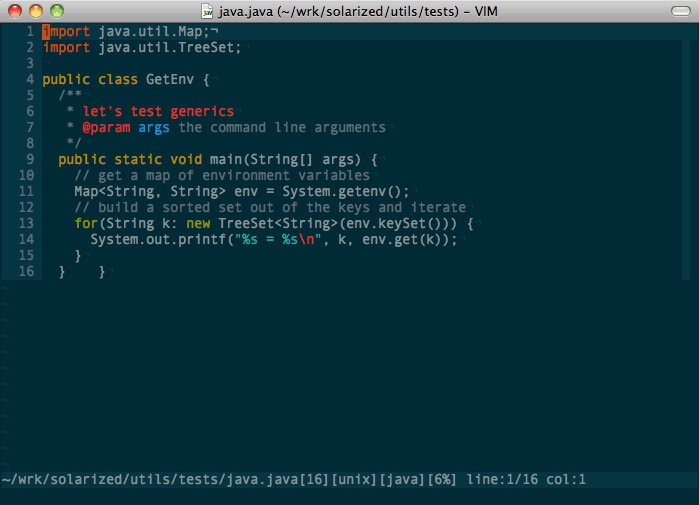 java.java (~/wrk/solarized/utils/tests) – VIM
1 import java.util.Map;¬
2 import java.util.TreeSet;¬
3 ¬
4 public class GetEnv {¬
5   /**¬
6    * let's test generics¬
7    * @param args the command line arguments¬
8    */¬
9   public static void main(String[] args) {¬
10     // get a map of environment variables¬
11     Map<String, String> env = System.getenv();¬
12     // build a sorted set out of the keys and iterate¬
13     for(String k: new TreeSet<String>(env.keySet())) {¬
14       System.out.printf("%s = %s\n", k, env.get(k));¬
15     }¬
16   }    }¬
~
~
~
~
~
~
~
~
~
~
~
~
~/wrk/solarized/utils/tests/java.java[16][unix][java][6%] line:1/16 col:1